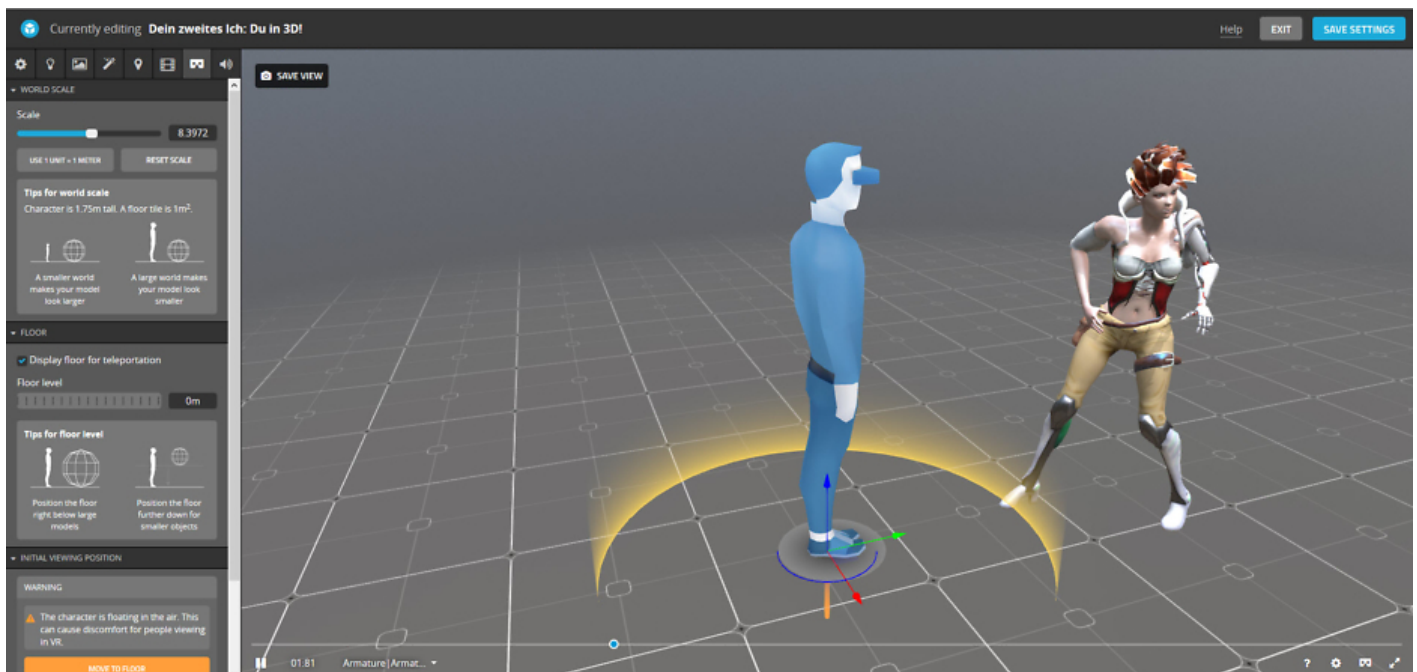 Currently editing Dein zweites Ich: Du in 3D!
Help
EXIT
SAVE SETTINGS
SAVE VIEW
WORLD SCALE
Scale
8.3972
USE 1 UNIT = 1 METER
RESET SCALE
Tips for world scale
Character is 1.75m tall. A floor tile is 1m².
A smaller world
makes your model
look larger
A large world makes
your model look
smaller
FLOOR
Display floor for teleportation
Floor level
0m
Tips for floor level
Position the floor
right below large
models
Position the floor
further down for
smaller objects
INITIAL VIEWING POSITION
WARNING
The character is floating in the air. This
can cause discomfort for people viewing
in VR.
MOVE TO FLOOR
01.81
Armature|Armat...
?